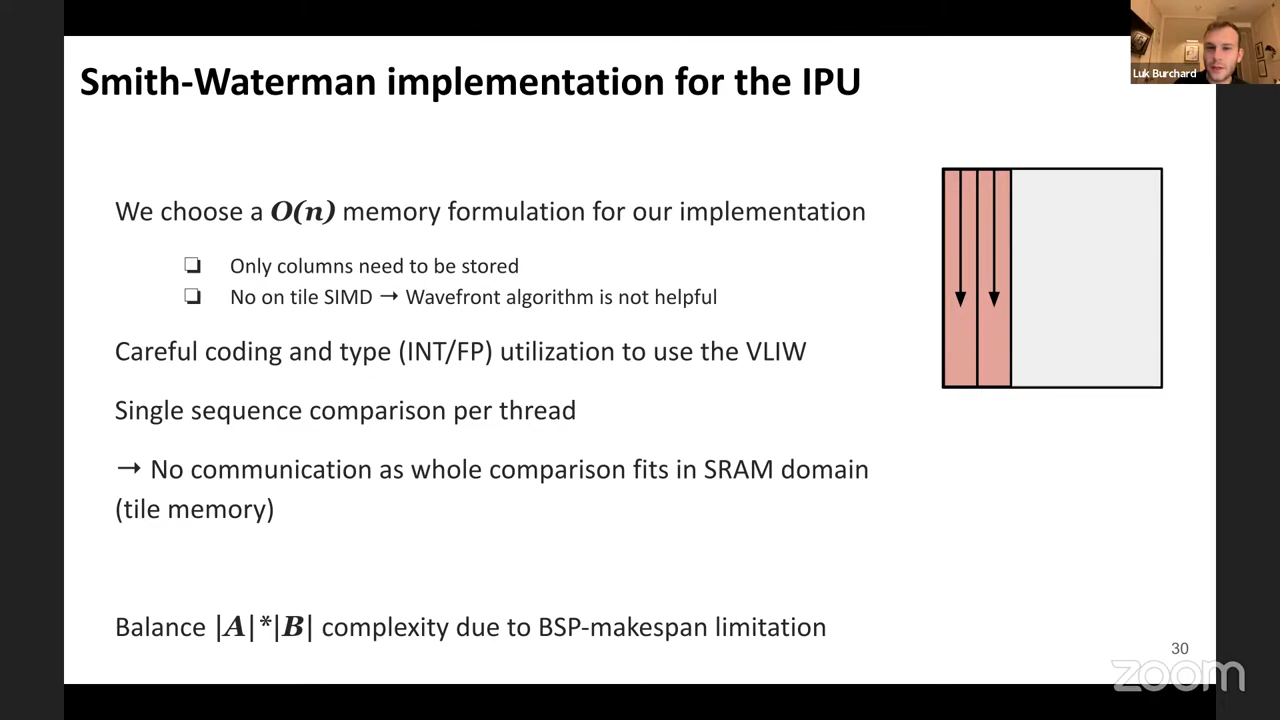 Smith-Waterman implementation for the IPU
Luk Burchard
We choose a O(n) memory formulation for our implementation
❏ Only columns need to be stored
❏ No on tile SIMD → Wavefront algorithm is not helpful
Careful coding and type (INT/FP) utilization to use the VLIW
Single sequence comparison per thread
→ No communication as whole comparison fits in SRAM domain
(tile memory)
Balance |A|*|B| complexity due to BSP-makespan limitation
30
zoom